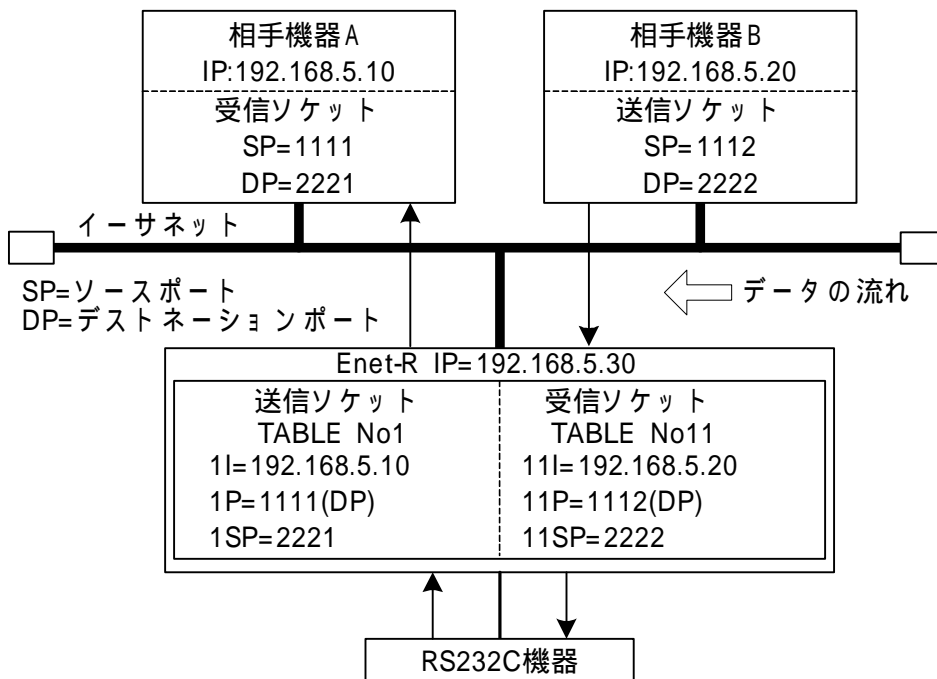 相手機器A
IP:192.168.5.10
受信ソケット
SP=1111
DP=2221
相手機器B
IP:192.168.5.20
送信ソケット
SP=1112
DP=2222
イーサネット
SP=ソースポート
DP=デストネーションポート
データの流れ
Enet-R IP=192.168.5.30
送信ソケット
TABLE No1
1I=192.168.5.10
1P=1111(DP)
1SP=2221
受信ソケット
TABLE No11
11I=192.168.5.20
11P=1112(DP)
11SP=2222
RS232C機器